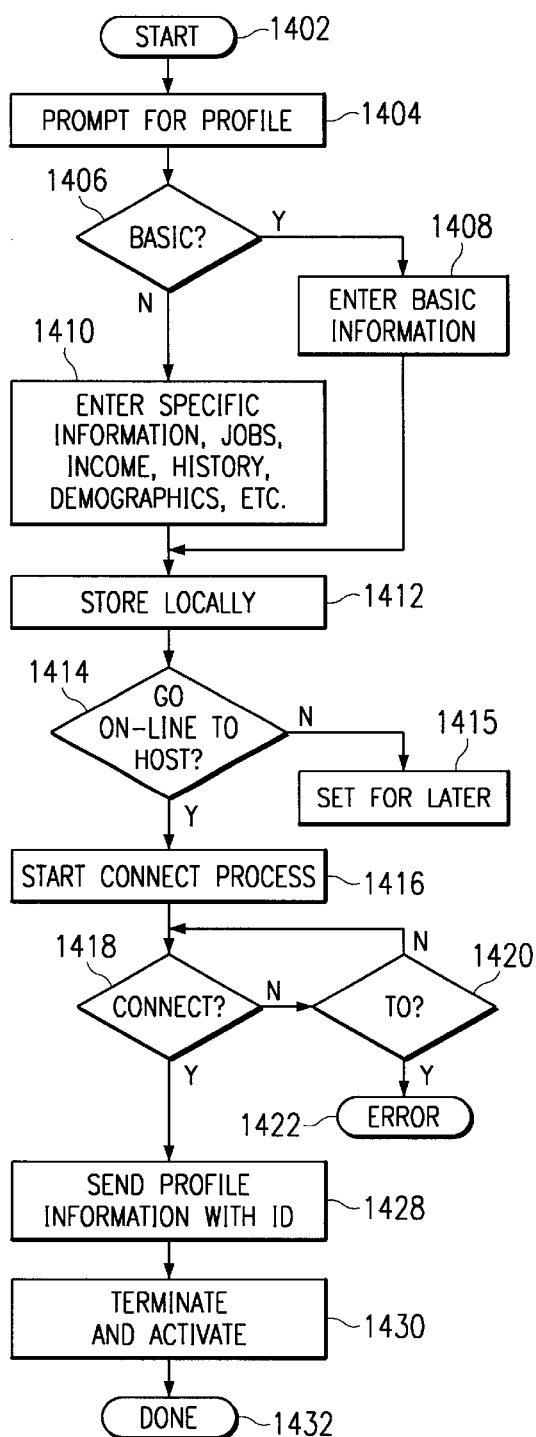 START
1402
PROMPT FOR PROFILE
1404
1406
BASIC?
Y
N
1408
ENTER BASIC
INFORMATION
1410
ENTER SPECIFIC
INFORMATION, JOBS,
INCOME, HISTORY,
DEMOGRAPHICS, ETC.
STORE LOCALLY
1412
1414
GO
ON-LINE TO
HOST?
N
Y
1415
SET FOR LATER
START CONNECT PROCESS
1416
1418
CONNECT?
N
Y
N
1420
TO?
Y
1422
ERROR
SEND PROFILE
INFORMATION WITH ID
1428
TERMINATE
AND ACTIVATE
1430
DONE
1432